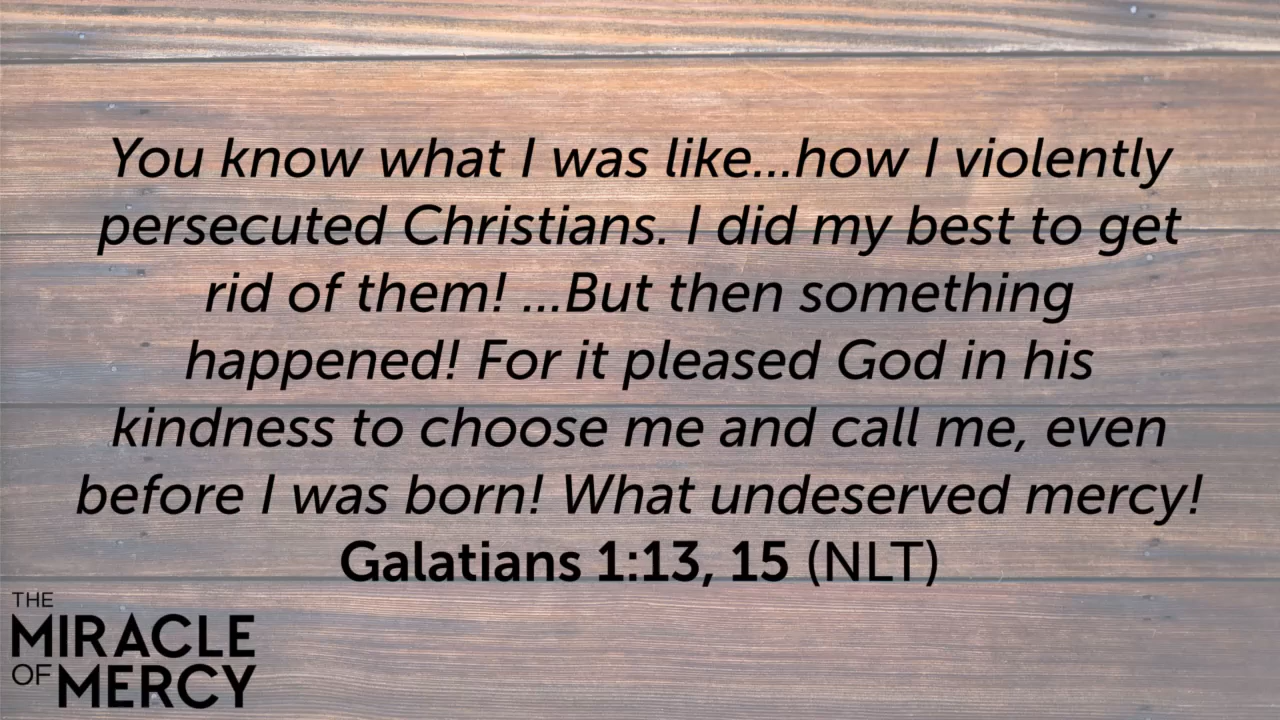 You know what I was like...how I violently
persecuted Christians. I did my best to get
rid of them! ...But then something
happened! For it pleased God in his
kindness to choose me and call me, even
before I was born! What undeserved mercy!
Galatians 1:13, 15 (NLT)
THE
MIRACLE
OF MERCY